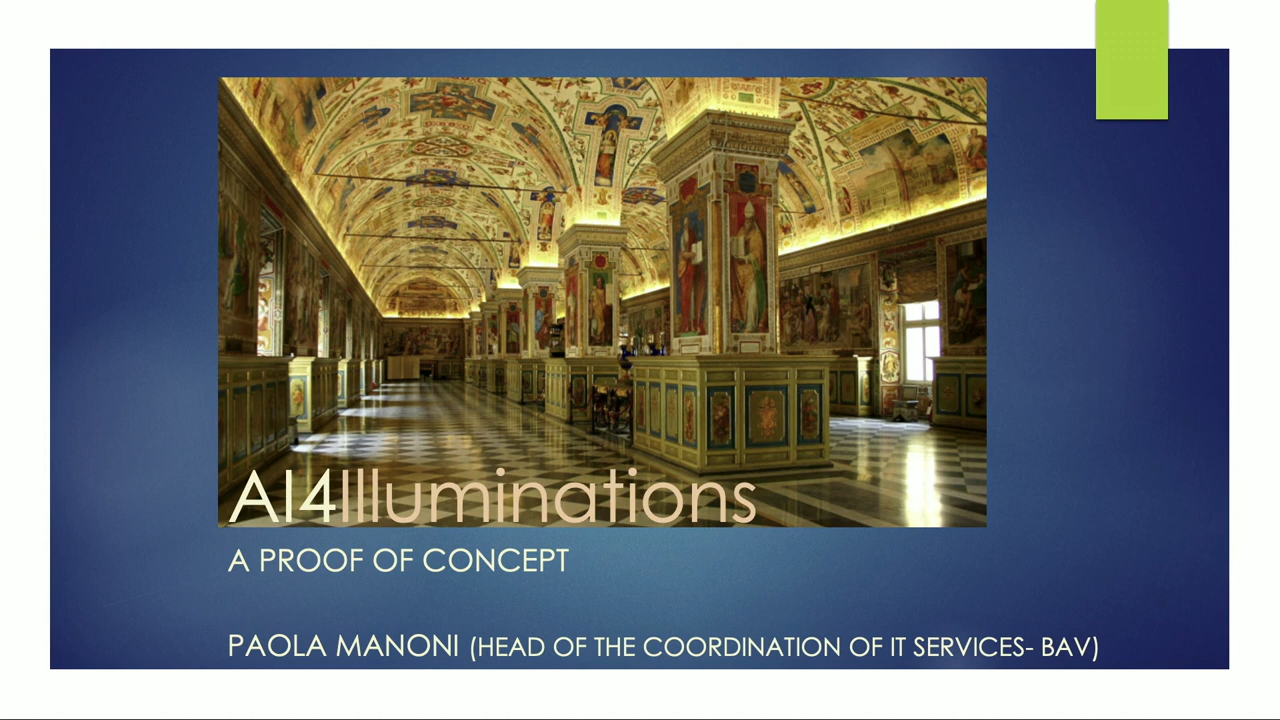 AI4Illuminations
A PROOF OF CONCEPT
PAOLA MANONI (HEAD OF THE COORDINATION OF IT SERVICES- BAV)